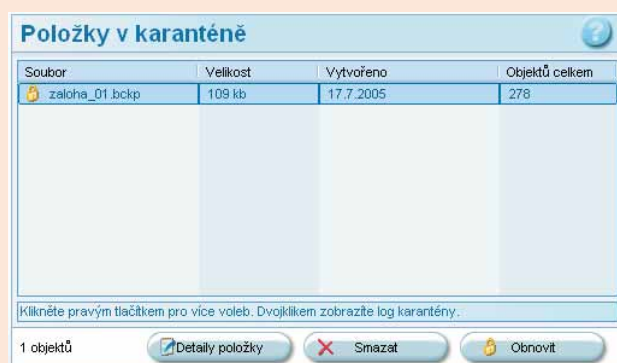 Položky v karanténě
?
Soubor Velikost Vytvořeno Objektů celkem
zaloha_01.bckp 109 kb 17.7.2005 278
Klikněte pravým tlačítkem pro více voleb. Dvojklikem zobrazíte log karantény.
1 objektů Detaily položky Smazat Obnovit